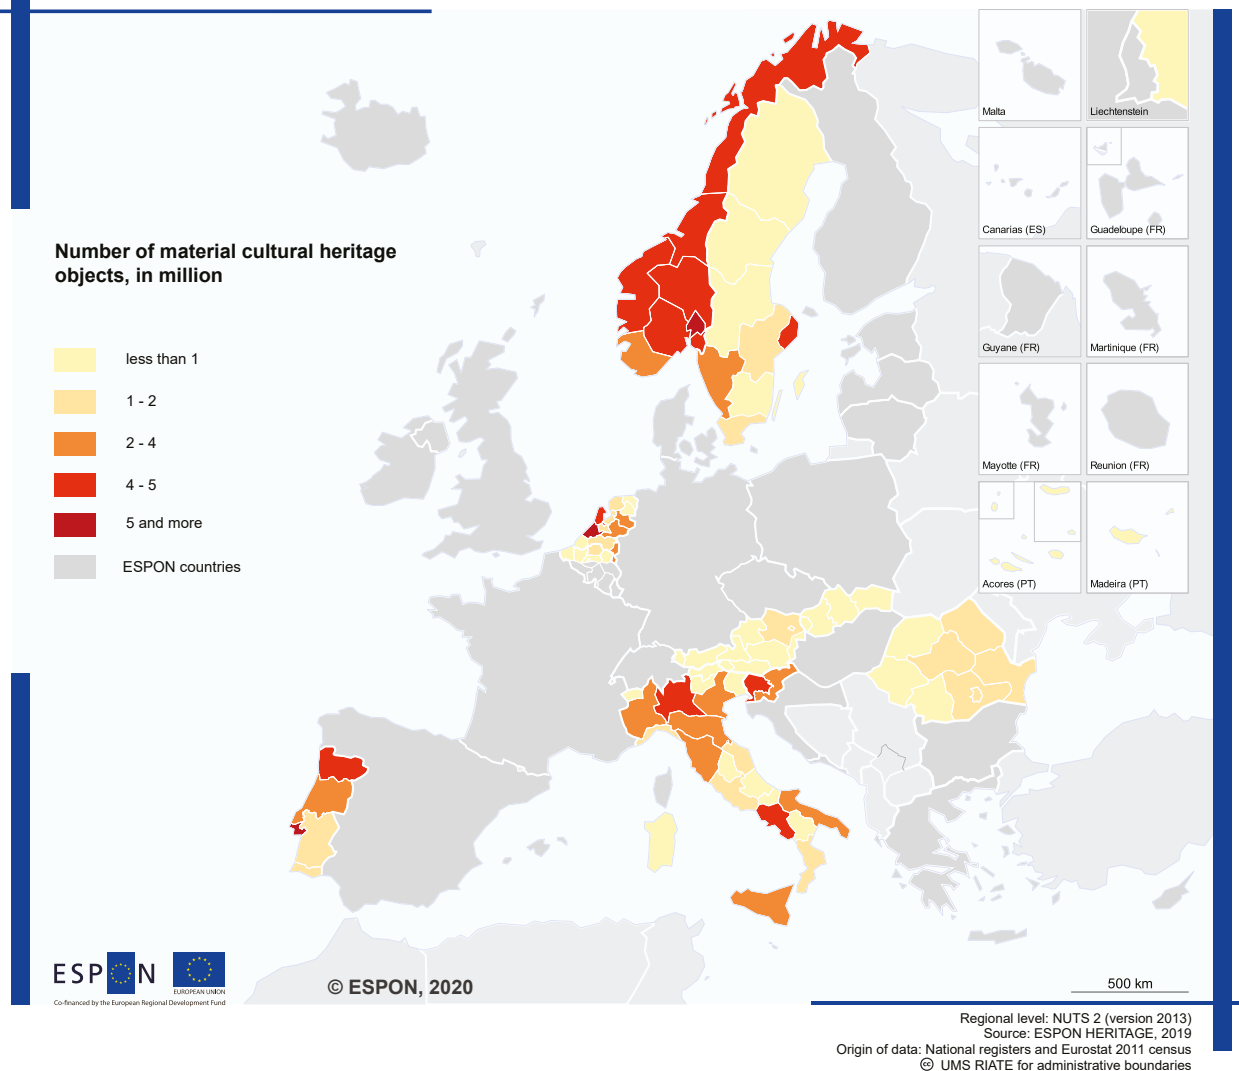 Number of material cultural heritage
objects, in million
less than 1
1 - 2
2 - 4
4 - 5
5 and more
ESPON countries
Malta
Liechtenstein
Canarias (ES)
Guadeloupe (FR)
Guyane (FR)
Martinique (FR)
Mayotte (FR)
Reunion (FR)
Acores (PT)
Madeira (PT)
ESPON
EUROPEAN UNION
Co-financed by the European Regional Development Fund
© ESPON, 2020
500 km
Regional level: NUTS 2 (version 2013)
Source: ESPON HERITAGE, 2019
Origin of data: National registers and Eurostat 2011 census
🅭 UMS RIATE for administrative boundaries